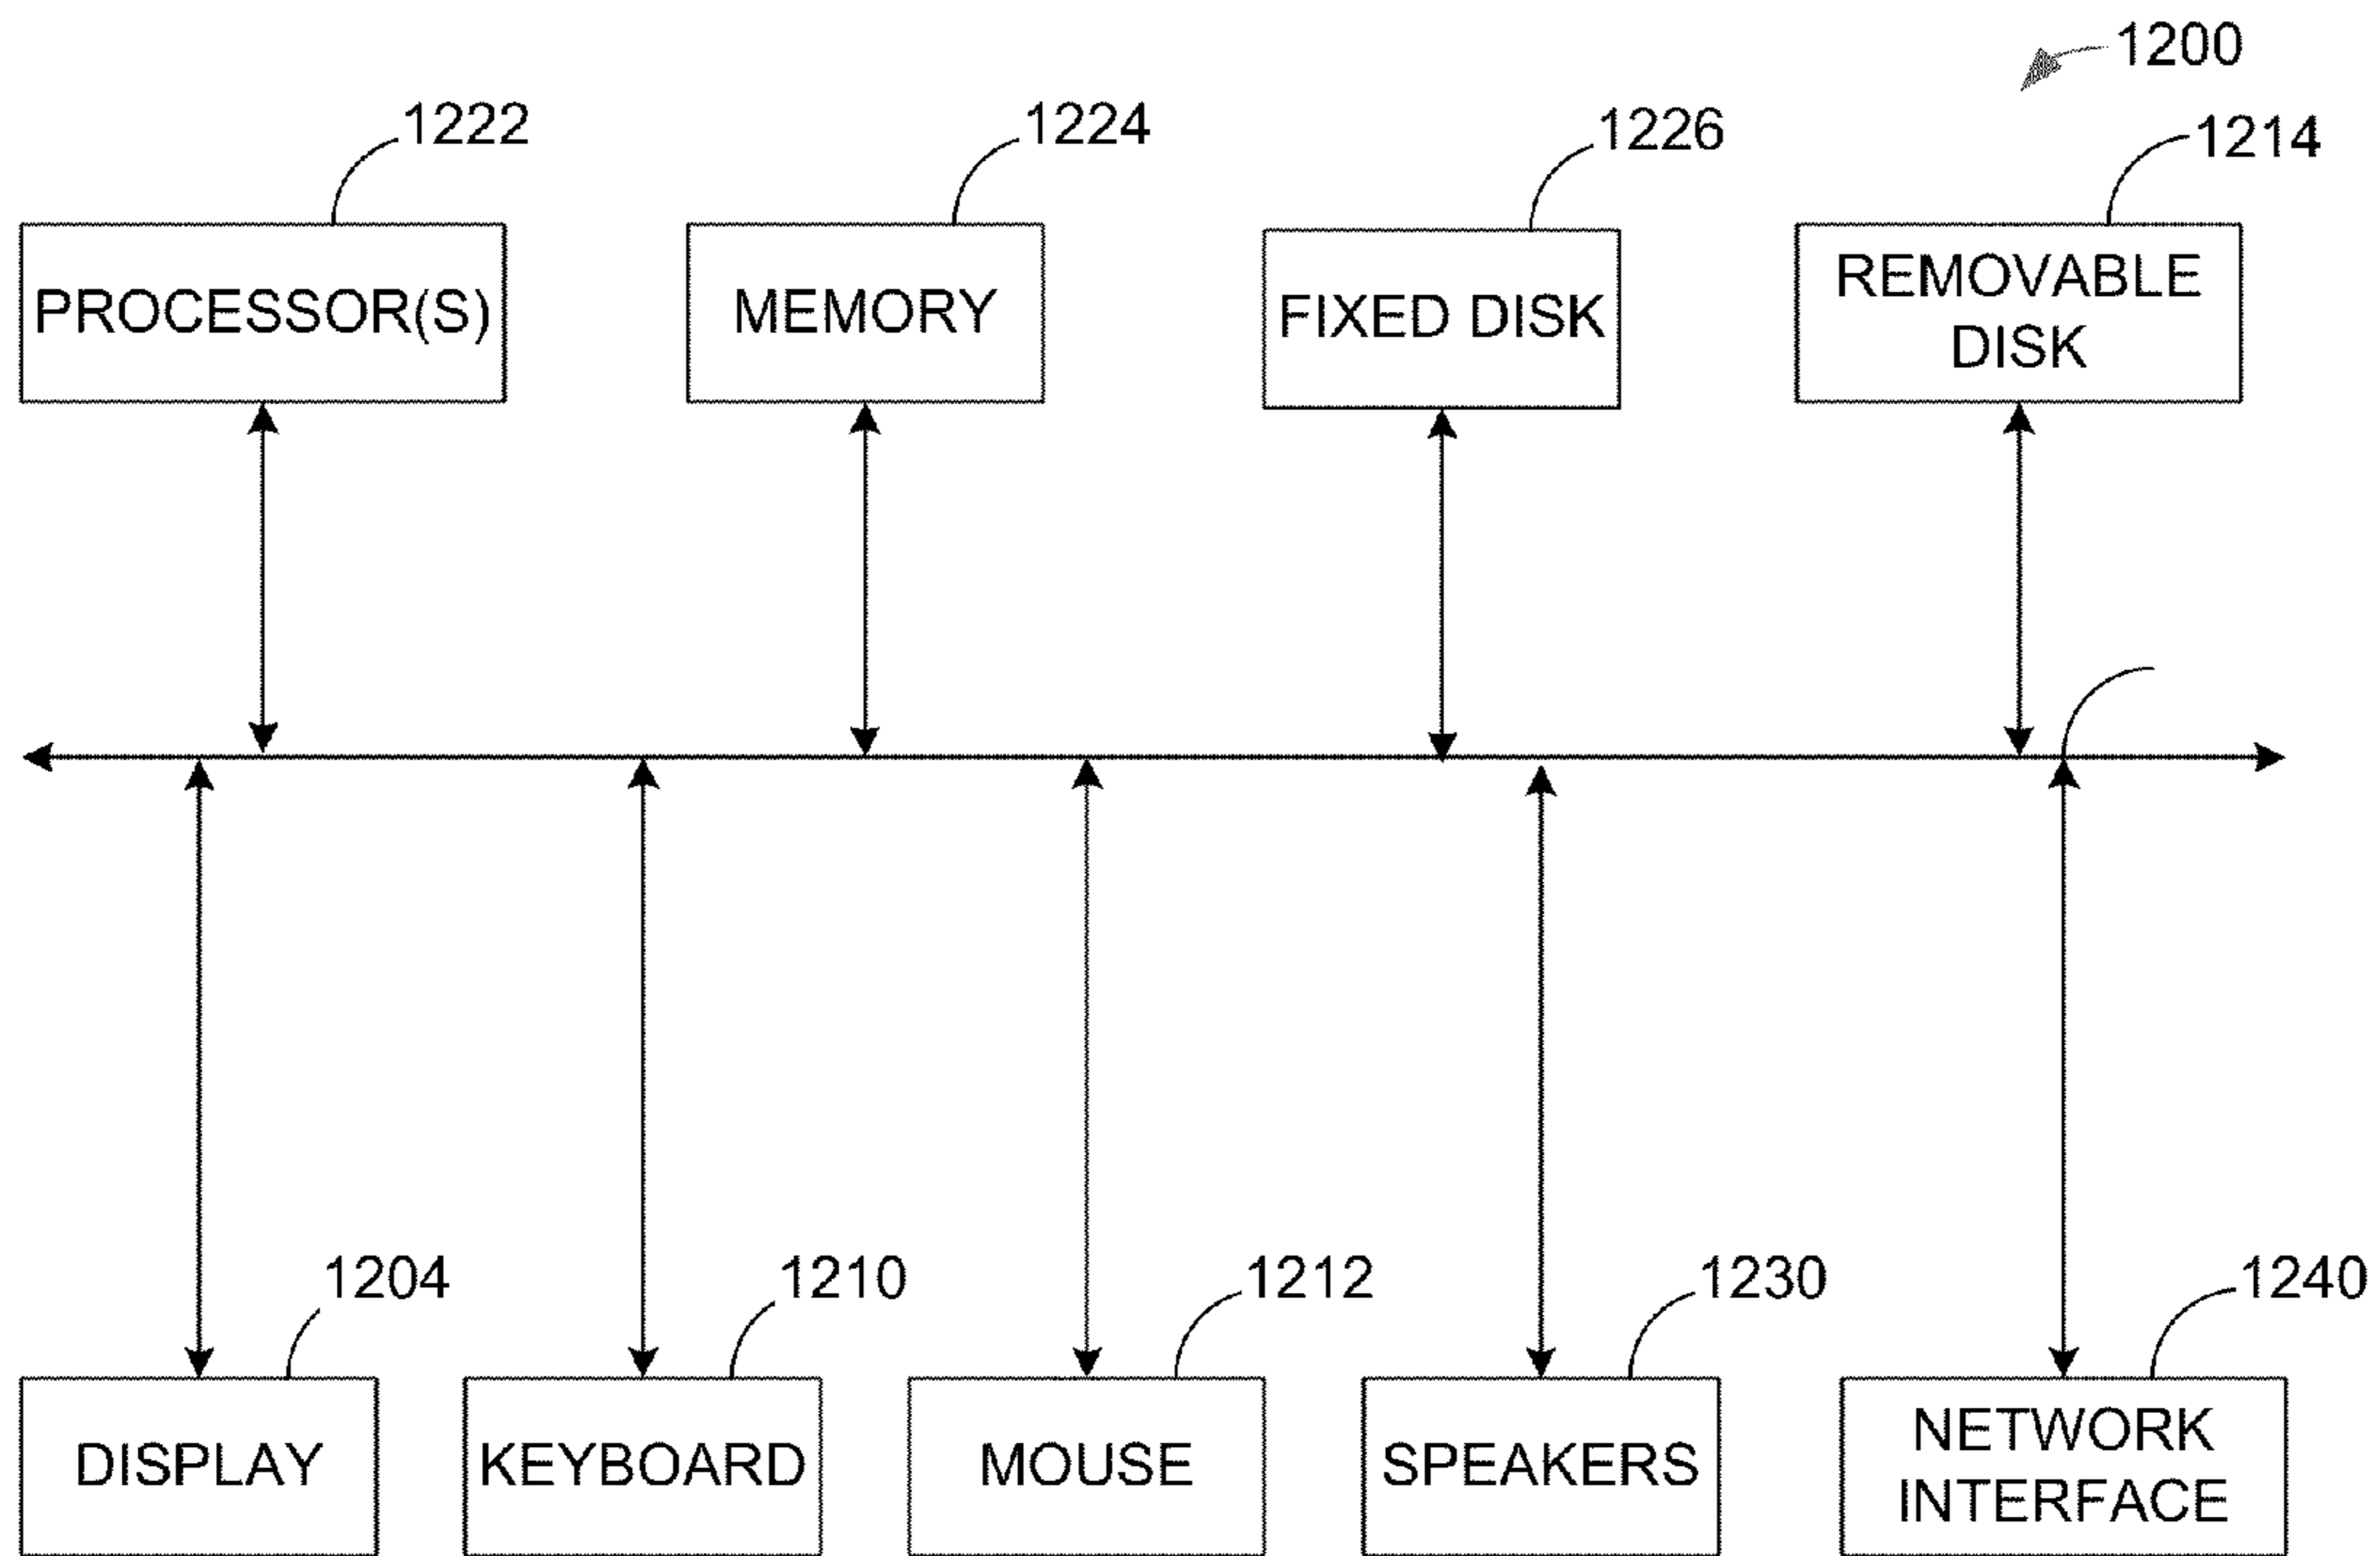 1200
1222
1224
1226
1214
PROCESSOR(S)
MEMORY
FIXED DISK
REMOVABLE
DISK
1204
1210
1212
1230
1240
DISPLAY
KEYBOARD
MOUSE
SPEAKERS
NETWORK
INTERFACE